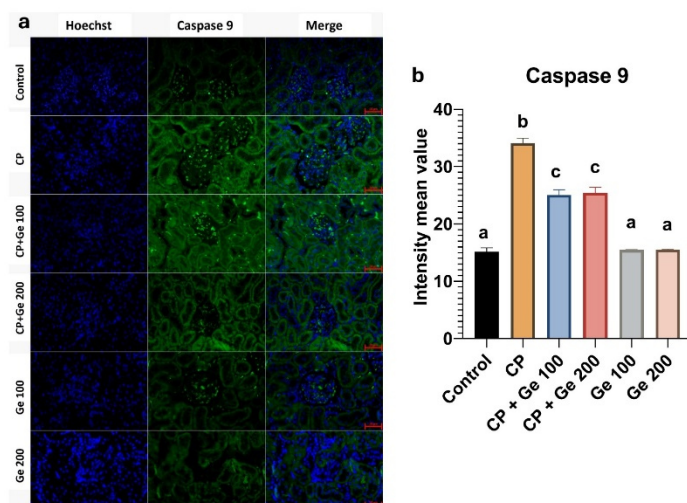 a
Hoechst Caspase 9 Merge
Control
CP
CP+Ge 100
CP+Ge 200
Ge 100
Ge 200
b
Caspase 9
Intensity mean value
40
30
20
10
0
a
b
c
c
a
a
Control
CP
CP + Ge 100
CP + Ge 200
Ge 100
Ge 200